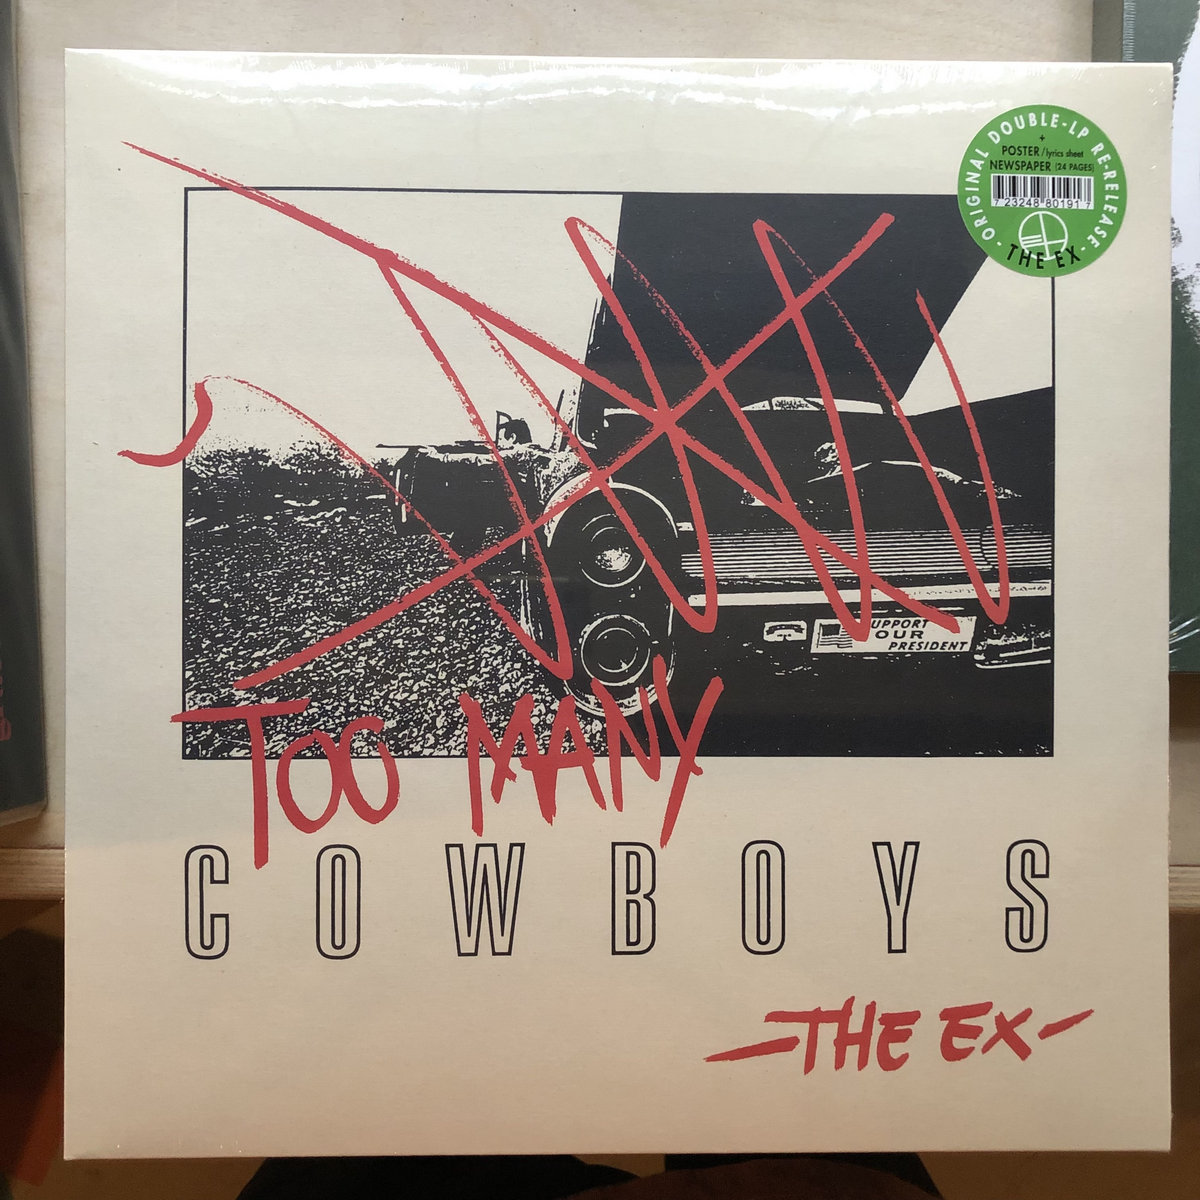 ORIGINAL DOUBLE-LP RE-RELEASE
+
POSTER / lyrics sheet
NEWSPAPER (24 PAGES)
7 23248 80191 7
- THE EX -
SUPPORT
OUR
PRESIDENT
TOO MANY
COWBOYS
-THE EX-